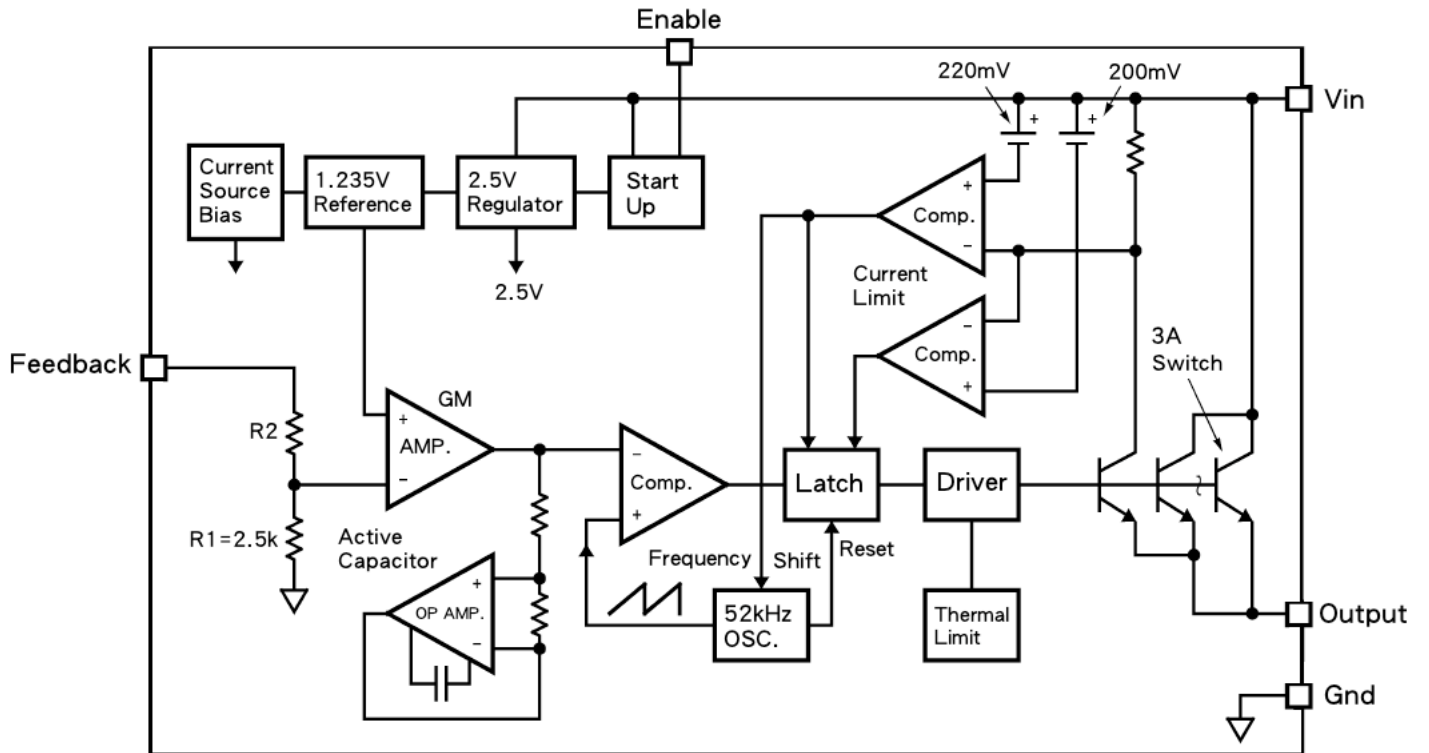 Enable
220mV
200mV
+
+
Vin
Current
Source
Bias
1.235V
Reference
2.5V
Regulator
Start
Up
2.5V
+
Comp.
−
Current
Limit
−
Comp.
+
3A
Switch
Feedback
R2
R1=2.5k
GM
+
AMP.
−
−
Comp.
+
Latch
Driver
Active
Capacitor
+
OP AMP.
−
Frequency
Shift
Reset
52kHz
OSC.
Thermal
Limit
Output
Gnd